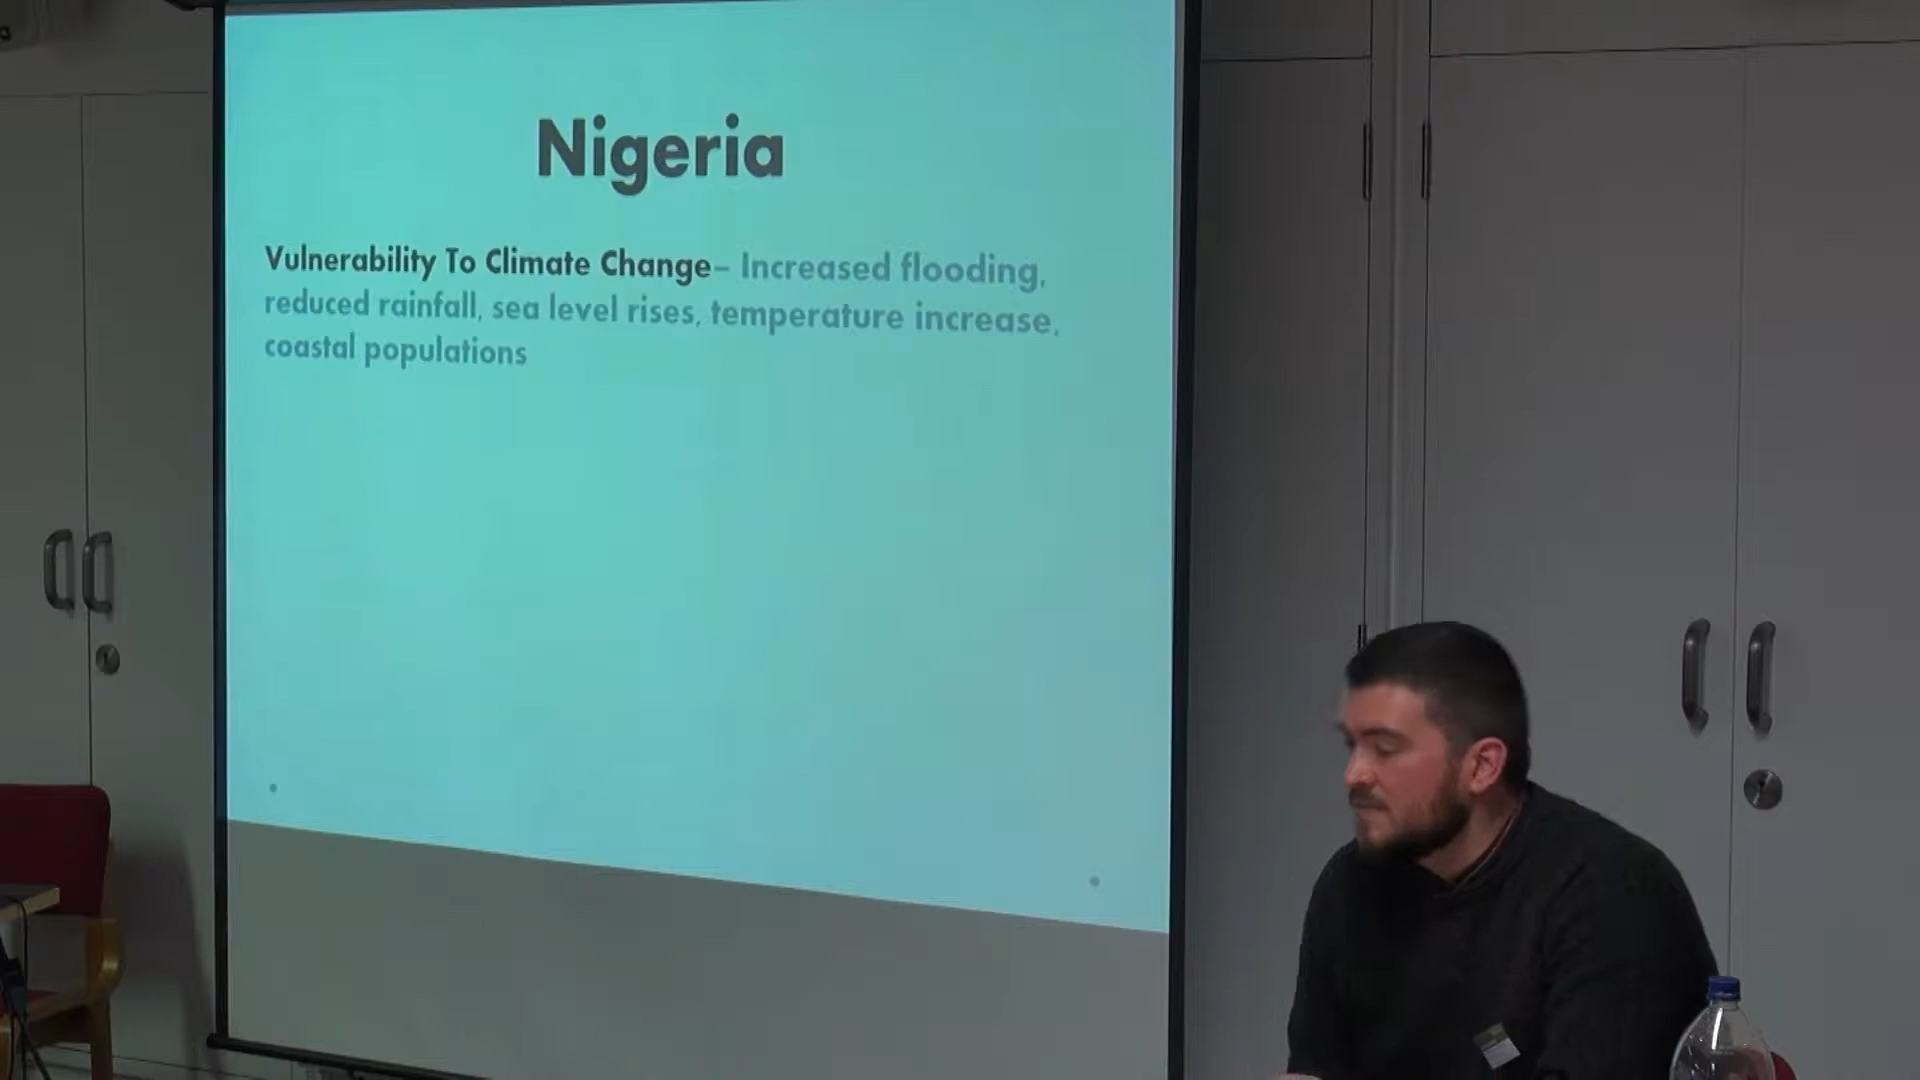 Nigeria
Vulnerability To Climate Change– Increased flooding,
reduced rainfall, sea level rises, temperature increase,
coastal populations